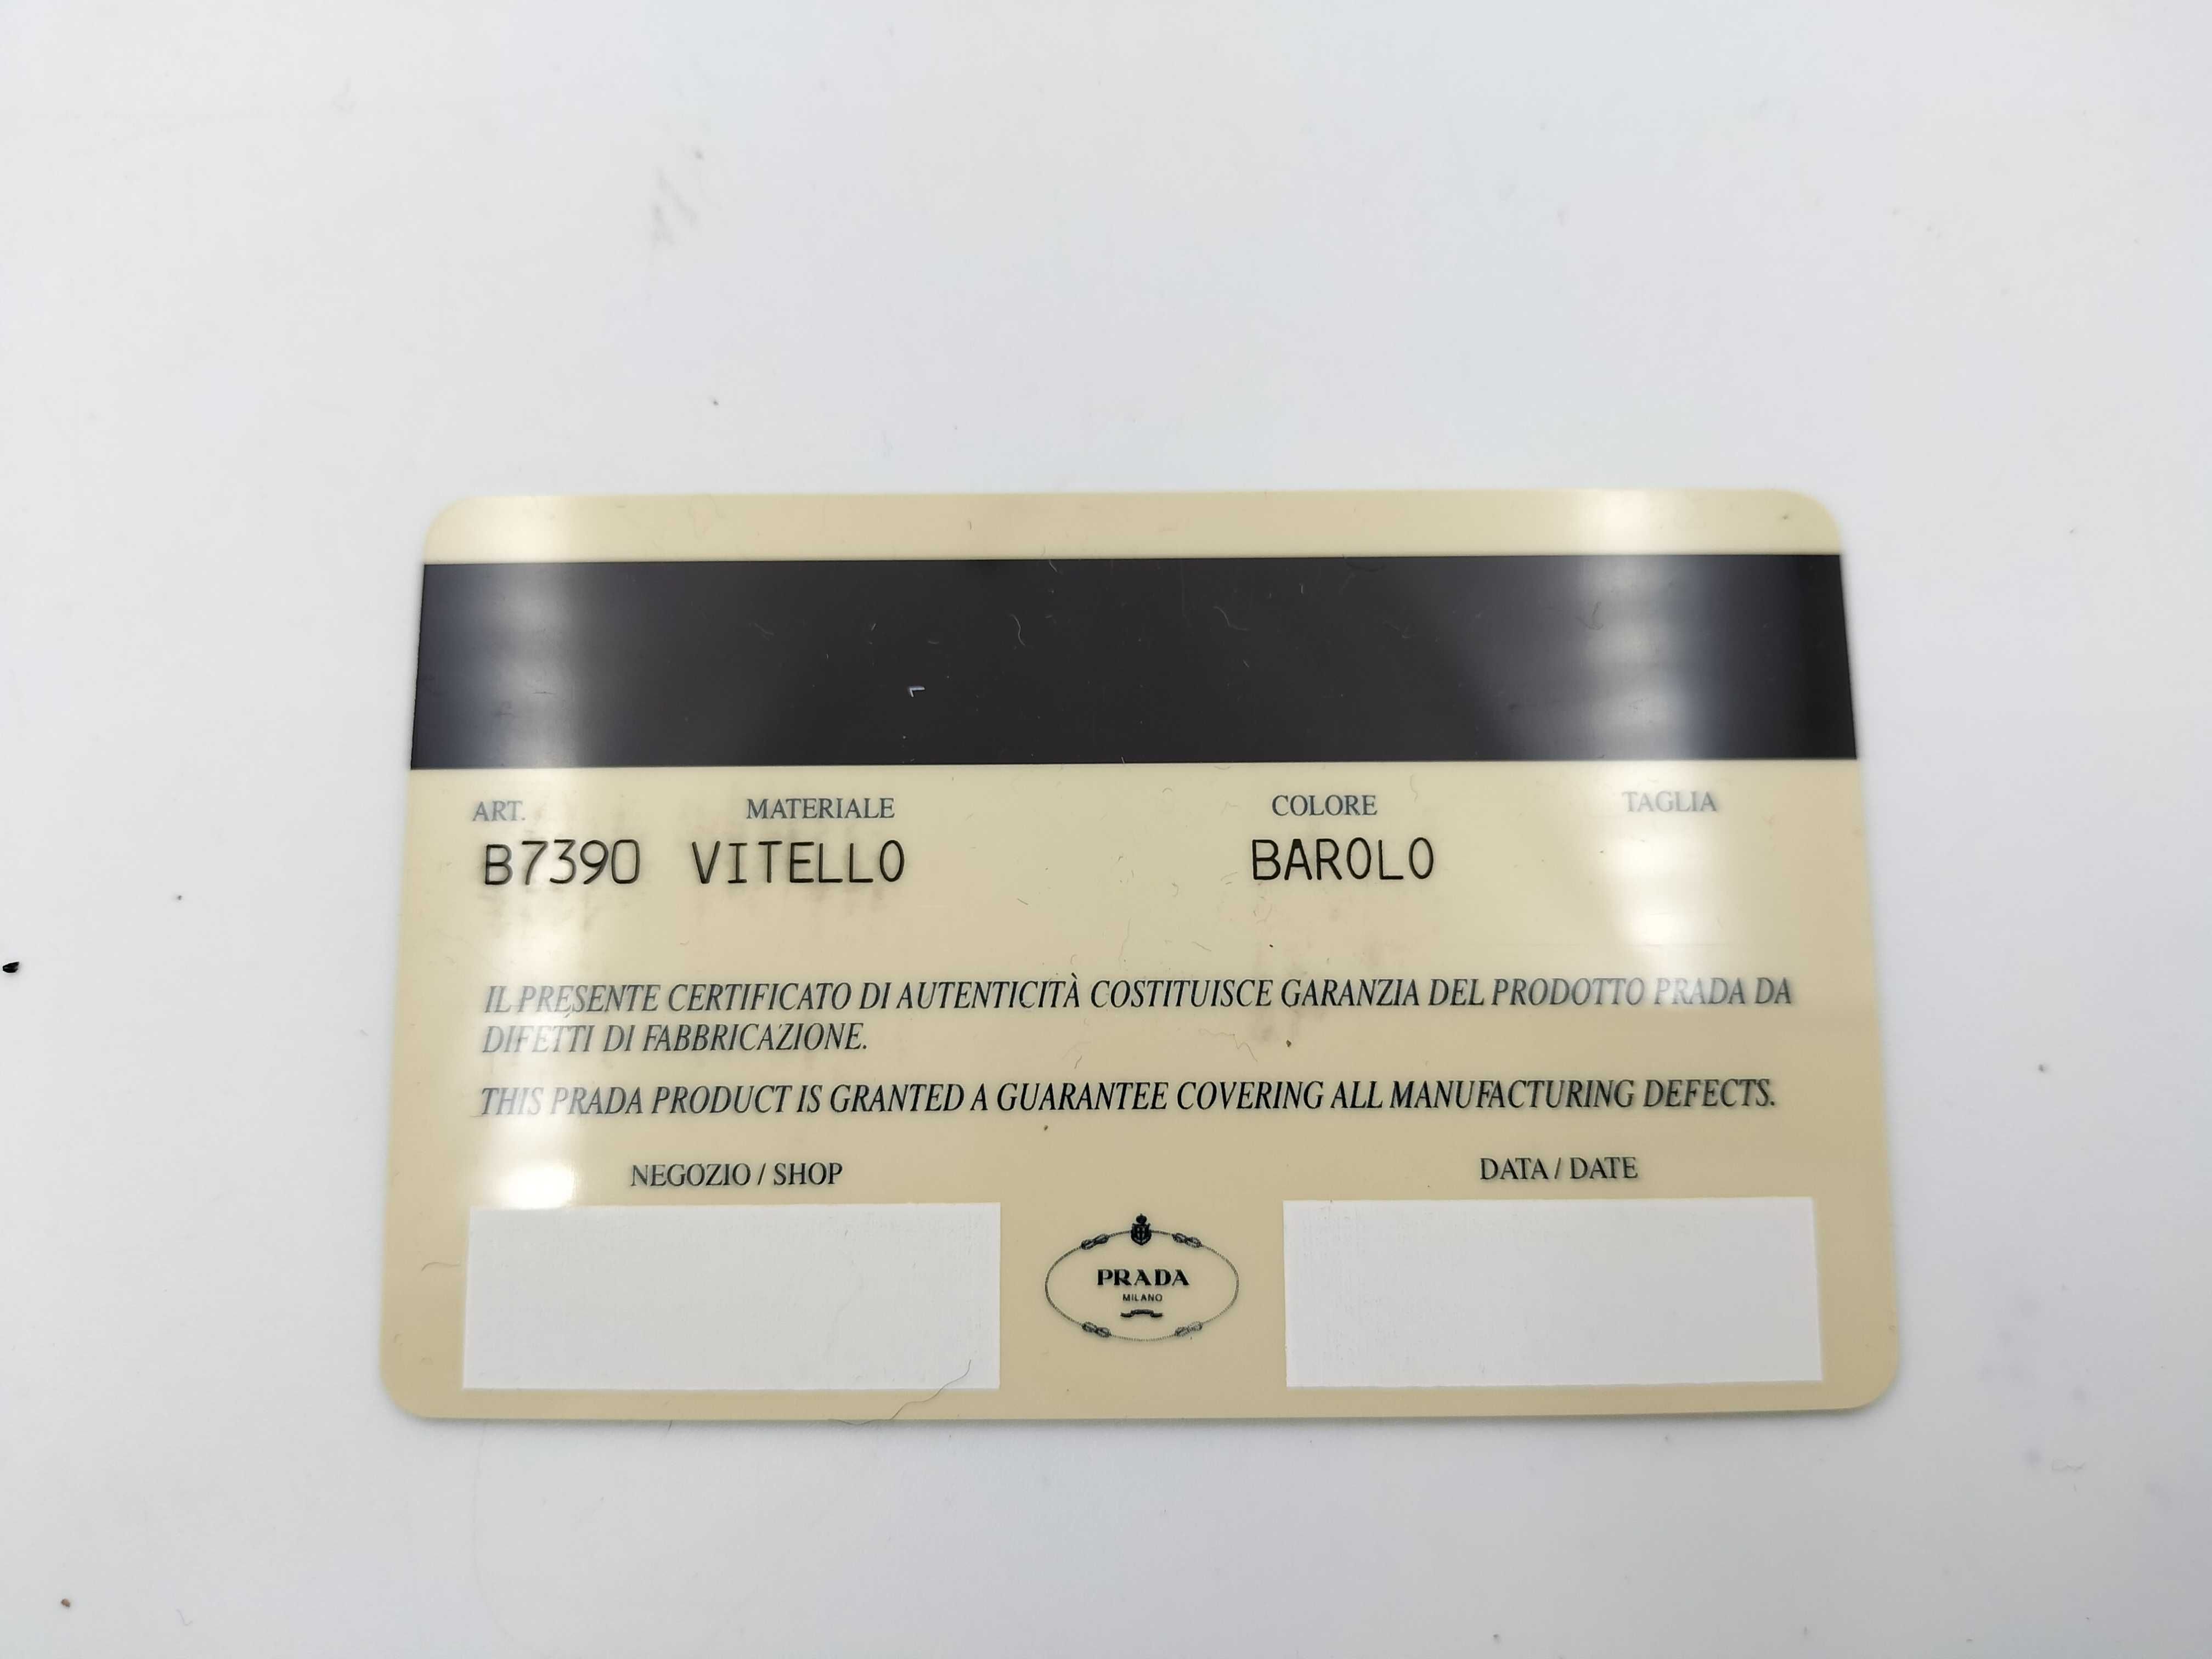 ART. MATERIALE COLORE TAGLIA
B7390 VITELLO BAROLO
IL PRESENTE CERTIFICATO DI AUTENTICITÀ COSTITUISCE GARANZIA DEL PRODOTTO PRADA DA
DIFETTI DI FABBRICAZIONE.
THIS PRADA PRODUCT IS GRANTED A GUARANTEE COVERING ALL MANUFACTURING DEFECTS.
NEGOZIO / SHOP DATA / DATE
PRADA
MILANO